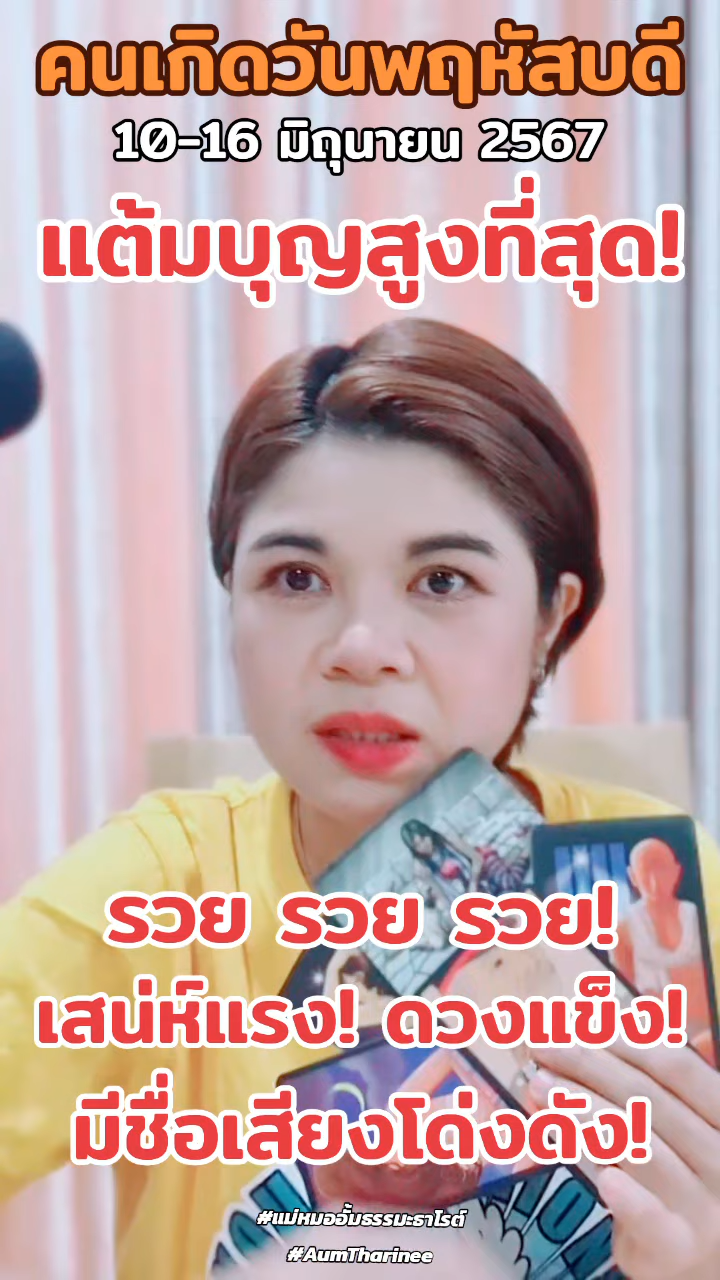 คนเกิดวันพฤหัสบดี
10-16 มิถุนายน 2567
แต้มบุญสูงที่สุด!
รวย รวย รวย!
เสน่ห์แรง! ดวงแข็ง!
มีชื่อเสียงโด่งดัง!
#แม่หมออั้มธรรมะธาโรต์
#AumTharinee